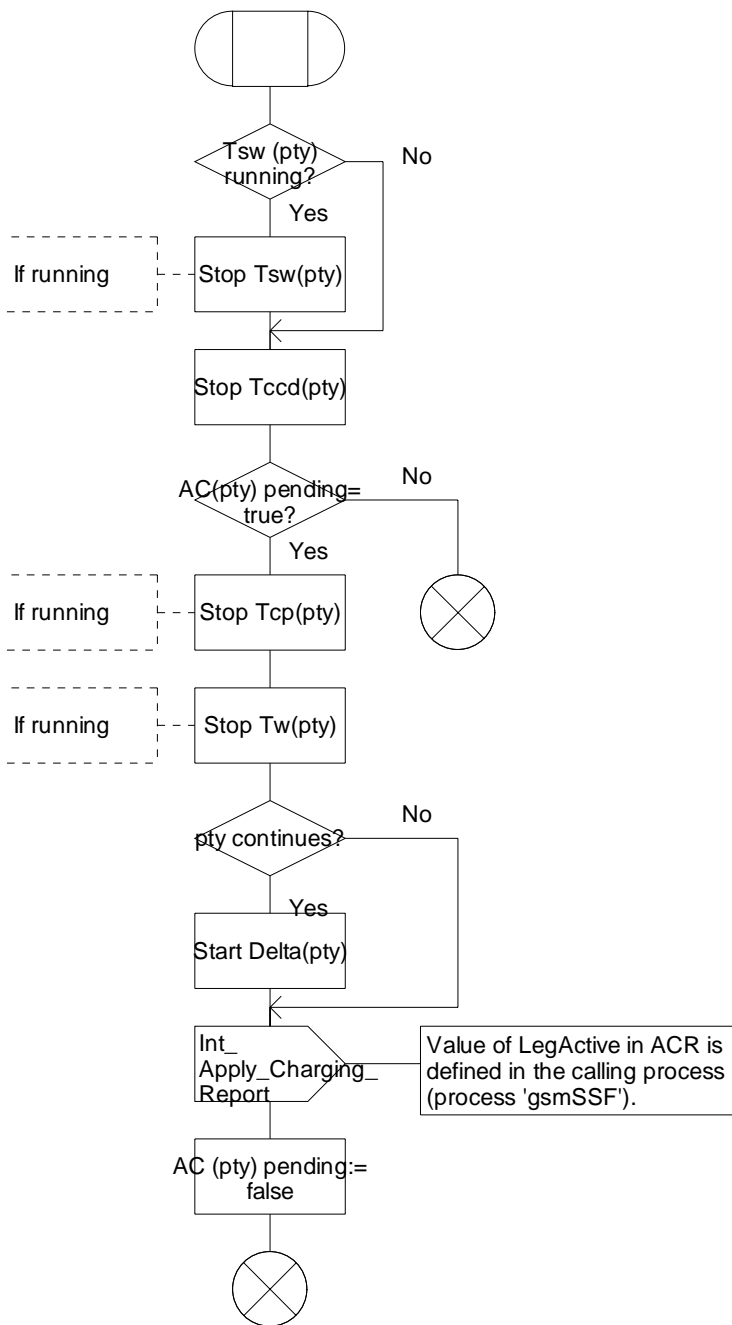 Tsw (pty)
running?
No
Yes
If running
Stop Tsw(pty)
Stop Tccd(pty)
AC(pty) pending=
true?
No
Yes
If running
Stop Tcp(pty)
If running
Stop Tw(pty)
pty continues?
No
Yes
Start Delta(pty)
Int_
Apply_Charging_
Report
Value of LegActive in ACR is
defined in the calling process
(process 'gsmSSF').
AC (pty) pending:=
false